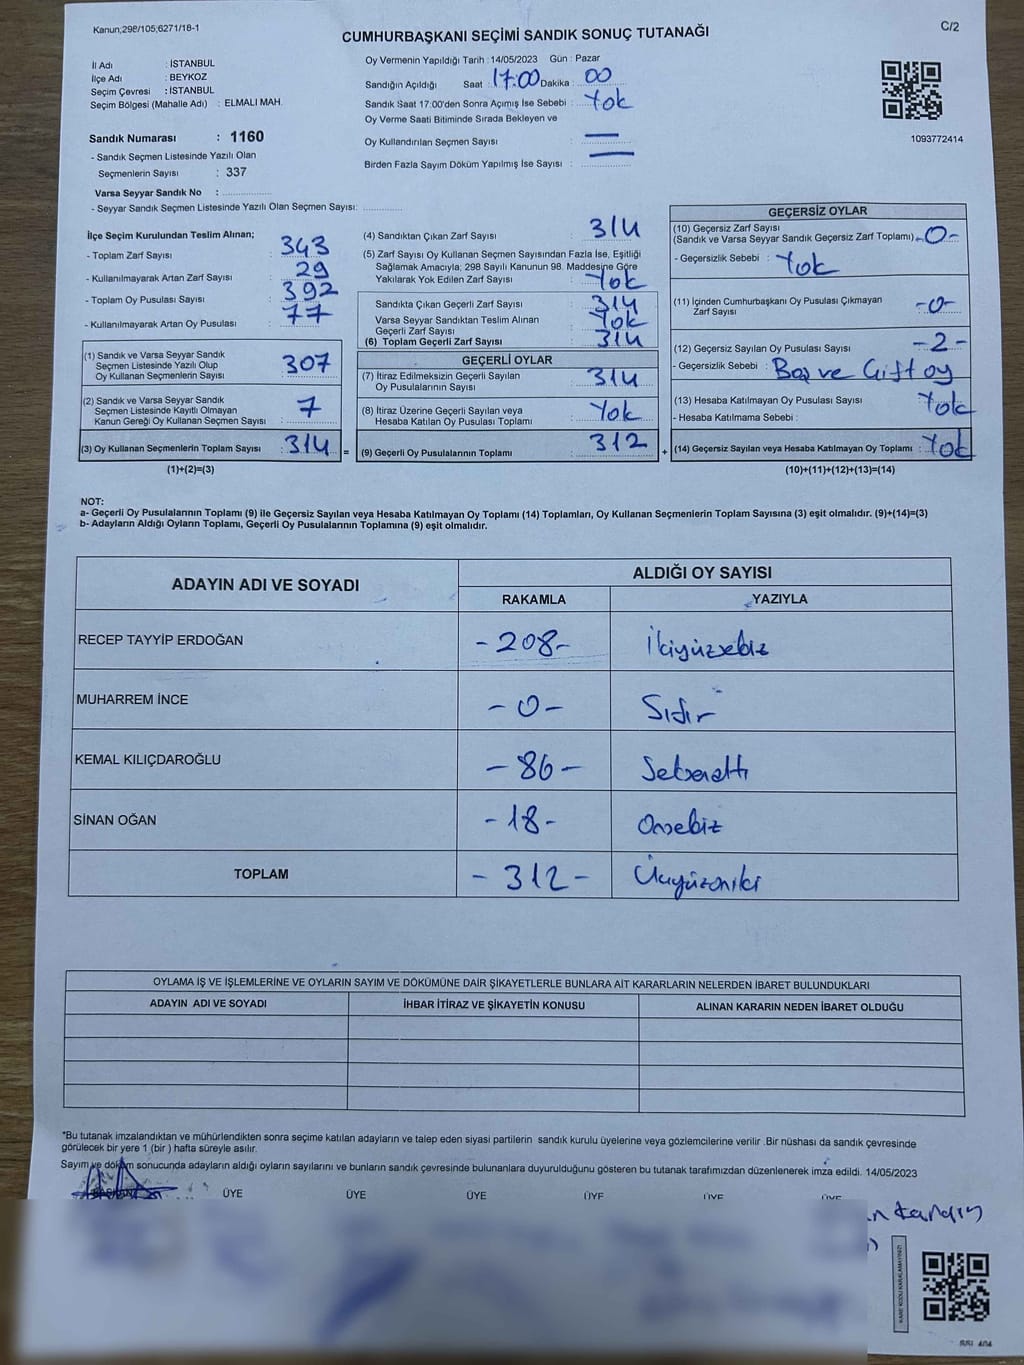 Kanun;298/105;6271/18-1
C/2
CUMHURBAŞKANI SEÇİMİ SANDIK SONUÇ TUTANAĞI
İl Adı : İSTANBUL
İlçe Adı : BEYKOZ
Seçim Çevresi : İSTANBUL
Seçim Bölgesi (Mahalle Adı) : ELMALI MAH.
Sandık Numarası : 1160
- Sandık Seçmen Listesinde Yazılı Olan
Seçmenlerin Sayısı : 337
Varsa Seyyar Sandık No :
- Seyyar Sandık Seçmen Listesinde Yazılı Olan Seçmen Sayısı:
Oy Vermenin Yapıldığı Tarih : 14/05/2023 Gün : Pazar
Sandığın Açıldığı Saat 17:00 Dakika : 00
Sandık Saat 17:00'den Sonra Açımış İse Sebebi : Yok
Oy Verme Saati Bitiminde Sırada Bekleyen ve
Oy Kullandırılan Seçmen Sayısı : —
Birden Fazla Sayım Döküm Yapılmış İse Sayısı : —
1093772414
İlçe Seçim Kurulundan Teslim Alınan;
- Toplam Zarf Sayısı : 343
- Kullanılmayarak Artan Zarf Sayısı : 29
- Toplam Oy Pusulası Sayısı : 392
- Kullanılmayarak Artan Oy Pusulası : 77
(1) Sandık ve Varsa Seyyar Sandık
Seçmen Listesinde Yazılı Olup
Oy Kullanan Seçmenlerin Sayısı : 307
(2) Sandık ve Varsa Seyyar Sandık
Seçmen Listesinde Kayıtlı Olmayan
Kanun Gereği Oy Kullanan Seçmen Sayısı : 7
(3) Oy Kullanan Seçmenlerin Toplam Sayısı : 314 =
(1)+(2)=(3)
(4) Sandıktan Çıkan Zarf Sayısı : 314
(5) Zarf Sayısı Oy Kullanan Seçmen Sayısından Fazla İse, Eşitliği
Sağlamak Amacıyla, 298 Sayılı Kanunun 98. Maddesine Göre
Yakılarak Yok Edilen Zarf Sayısı : Yok
Sandıkta Çıkan Geçerli Zarf Sayısı : 314
Varsa Seyyar Sandıktan Teslim Alınan
Geçerli Zarf Sayısı : Yok
(6) Toplam Geçerli Zarf Sayısı : 314
GEÇERLİ OYLAR
(7) İtiraz Edilmeksizin Geçerli Sayılan
Oy Pusulalarının Sayısı : 314
(8) İtiraz Üzerine Geçerli Sayılan veya
Hesaba Katılan Oy Pusulası Toplamı : Yok
(9) Geçerli Oy Pusulalarının Toplamı : 312 +
GEÇERSİZ OYLAR
(10) Geçersiz Zarf Sayısı
(Sandık ve Varsa Seyyar Sandık Geçersiz Zarf Toplamı) -0-
- Geçersizlik Sebebi : Yok
(11) İçinden Cumhurbaşkanı Oy Pusulası Çıkmayan
Zarf Sayısı -0-
(12) Geçersiz Sayılan Oy Pusulası Sayısı -2-
- Geçersizlik Sebebi : Boş ve Çift oy
(13) Hesaba Katılmayan Oy Pusulası Sayısı : Yok
- Hesaba Katılmama Sebebi :
(14) Geçersiz Sayılan veya Hesaba Katılmayan Oy Toplamı : Yok
(10)+(11)+(12)+(13)=(14)
NOT:
a- Geçerli Oy Pusulalarının Toplamı (9) ile Geçersiz Sayılan veya Hesaba Katılmayan Oy Toplamı (14) Toplamları, Oy Kullanan Seçmenlerin Toplam Sayısına (3) eşit olmalıdır. (9)+(14)=(3)
b- Adayların Aldığı Oyların Toplamı, Geçerli Oy Pusulalarının Toplamına (9) eşit olmalıdır.
ADAYIN ADI VE SOYADI ALDIĞI OY SAYISI
RAKAMLA YAZIYLA
RECEP TAYYİP ERDOĞAN -208- İkiyüzsekiz
MUHARREM İNCE -0- Sıfır
KEMAL KILIÇDAROĞLU -86- Seksenaltı
SİNAN OĞAN -18- Onsekiz
TOPLAM -312- Üçyüzoniki
OYLAMA İŞ VE İŞLEMLERİNE VE OYLARIN SAYIM VE DÖKÜMÜNE DAİR ŞİKAYETLERLE BUNLARA AİT KARARLARIN NELERDEN İBARET BULUNDUKLARI
ADAYIN ADI VE SOYADI İHBAR İTİRAZ VE ŞİKAYETİN KONUSU ALINAN KARARIN NEDEN İBARET OLDUĞU
*Bu tutanak imzalandıktan ve mühürlendikten sonra seçime katılan adayların ve talep eden siyasi partilerin sandık kurulu üyelerine veya gözlemcilerine verilir .Bir nüshası da sandık çevresinde
görülecek bir yere 1 (bir ) hafta süreyle asılır.
Sayım ve döküm sonucunda adayların aldığı oyların sayılarını ve bunların sandık çevresinde bulunanlara duyurulduğunu gösteren bu tutanak tarafımızdan düzenlenerek imza edildi. 14/05/2023
BAŞKAN ÜYE ÜYE ÜYE ÜYE ÜYE ÜYE